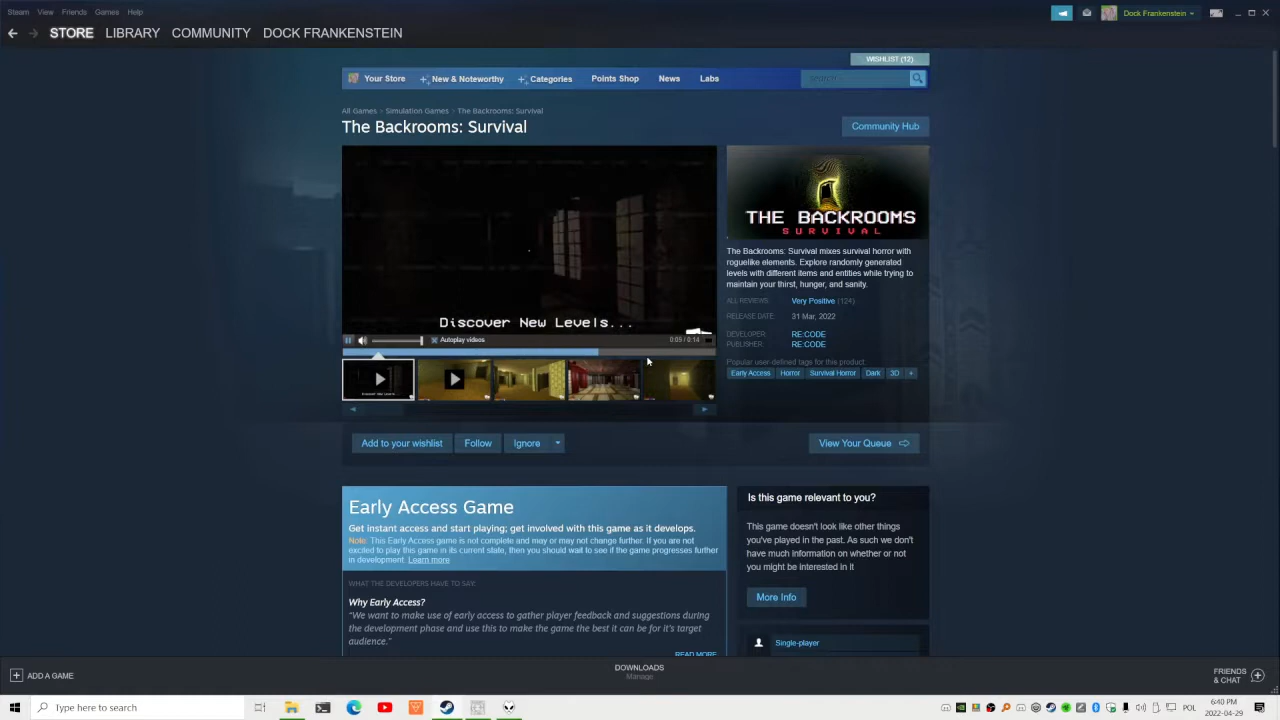 Steam View Friends Games Help
Dock Frankenstein
STORE LIBRARY COMMUNITY DOCK FRANKENSTEIN
WISHLIST (12)
Your Store New & Noteworthy Categories Points Shop News Labs
search
All Games > Simulation Games > The Backrooms: Survival
The Backrooms: Survival
Community Hub
Discover New Levels...
Autoplay videos
0:09 / 0:14
THE BACKROOMS
SURVIVAL
The Backrooms: Survival mixes survival horror with
roguelike elements. Explore randomly generated
levels with different items and entities while trying to
maintain your thirst, hunger, and sanity.
ALL REVIEWS: Very Positive (124)
RELEASE DATE: 31 Mar, 2022
DEVELOPER: RE:CODE
PUBLISHER: RE:CODE
Popular user-defined tags for this product:
Early Access Horror Survival Horror Dark 3D +
Add to your wishlist Follow Ignore
View Your Queue
Early Access Game
Get instant access and start playing; get involved with this game as it develops.
Note: This Early Access game is not complete and may or may not change further. If you are not
excited to play this game in its current state, then you should wait to see if the game progresses further
in development. Learn more
WHAT THE DEVELOPERS HAVE TO SAY:
Why Early Access?
"We want to make use of early access to gather player feedback and suggestions during
the development phase and use this to make the game the best it can be for it's target
audience."
READ MORE
Is this game relevant to you?
This game doesn't look like other things
you've played in the past. As such we don't
have much information on whether or not
you might be interested in it
More Info
Single-player
ADD A GAME
DOWNLOADS
Manage
FRIENDS
& CHAT
Type here to search
6:40 PM
2022-04-29